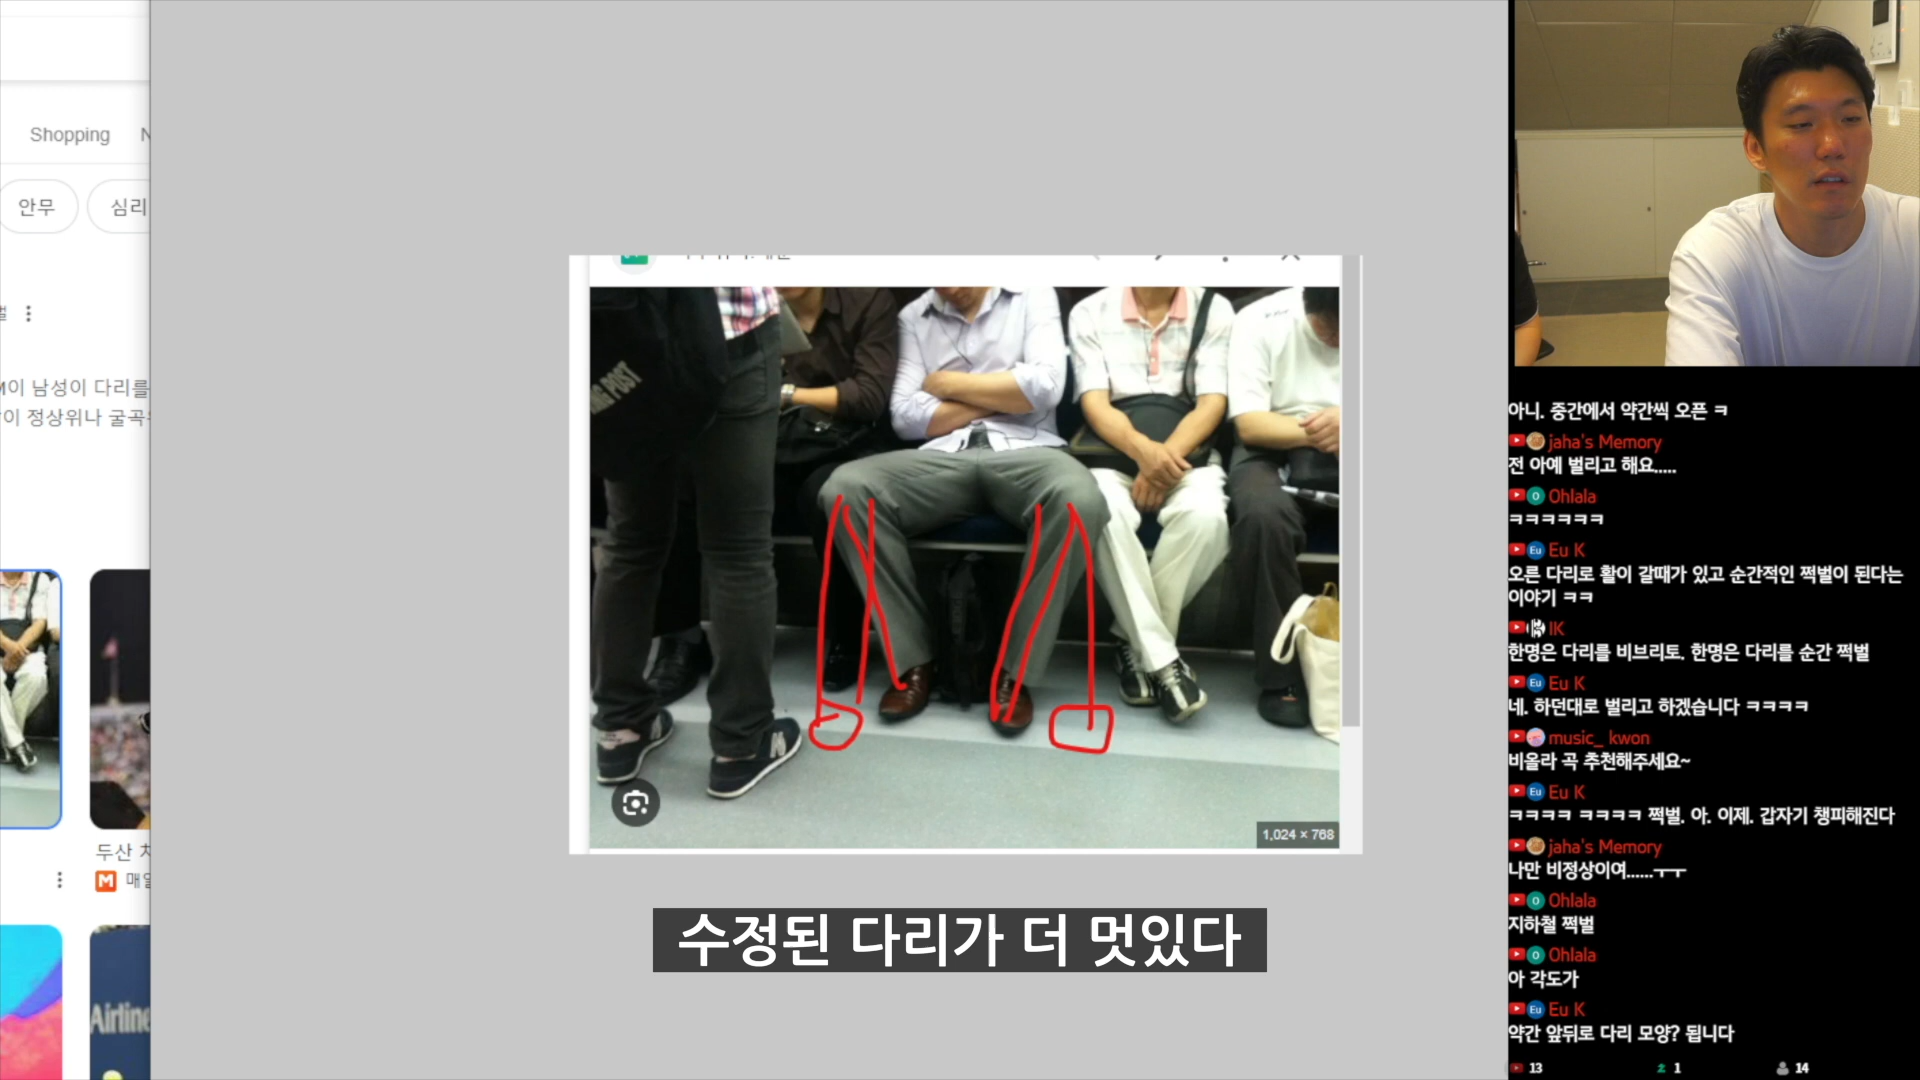 Shopping
안무
심리
이 남성이 다리를
이 정상위나 굴곡
두산 치
매일
Airline
NG POST
N
1,024 × 768
수정된 다리가 더 멋있다
아니. 중간에서 약간씩 오픈 ㅋ
jaha's Memory
전 아예 벌리고 해요.....
Ohlala
ㅋㅋㅋㅋㅋㅋ
Eu K
오른 다리로 활이 갈때가 있고 순간적인 쩍벌이 된다는
이야기 ㅋㅋ
IK
한명은 다리를 비브리토. 한명은 다리를 순간 쩍벌
Eu K
네. 하던대로 벌리고 하겠습니다 ㅋㅋㅋㅋ
music_ kwon
비올라 곡 추천해주세요~
Eu K
ㅋㅋㅋㅋ ㅋㅋㅋㅋ 쩍벌. 아. 이제. 갑자기 챙피해진다
jaha's Memory
나만 비정상이여......ㅜㅜ
Ohlala
지하철 쩍벌
Ohlala
아 각도가
Eu K
약간 앞뒤로 다리 모양? 됩니다
13 1 14